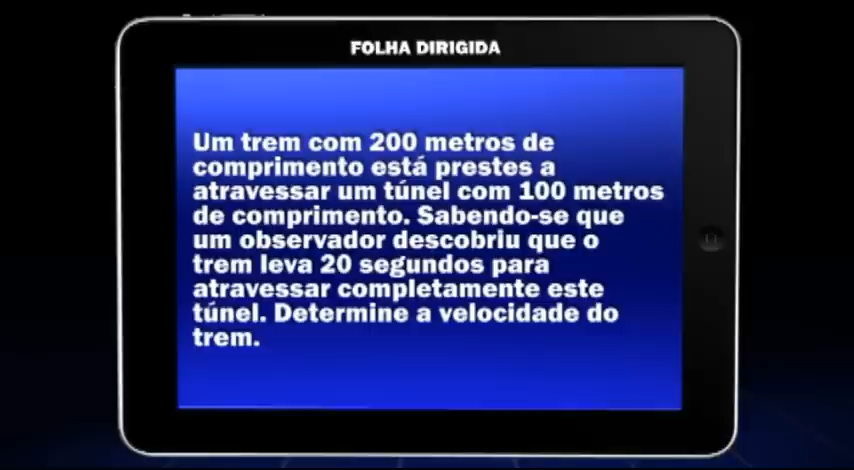 FOLHA DIRIGIDA
Um trem com 200 metros de
comprimento está prestes a
atravessar um túnel com 100 metros
de comprimento. Sabendo-se que
um observador descobriu que o
trem leva 20 segundos para
atravessar completamente este
túnel. Determine a velocidade do
trem.